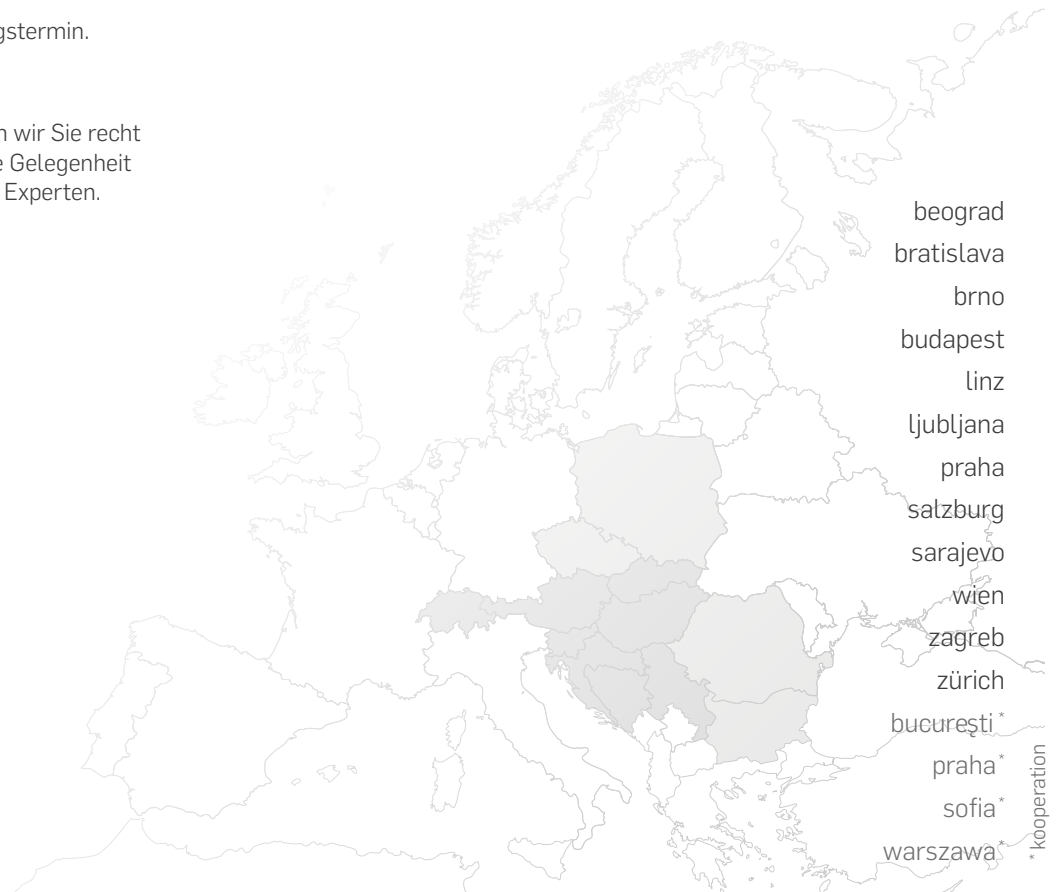 gstermin.
n wir Sie recht
e Gelegenheit
Experten.
beograd
bratislava
brno
budapest
linz
ljubljana
praha
salzburg
sarajevo
wien
zagreb
zürich
bucurești*
praha*
sofia*
warszawa*
* kooperation